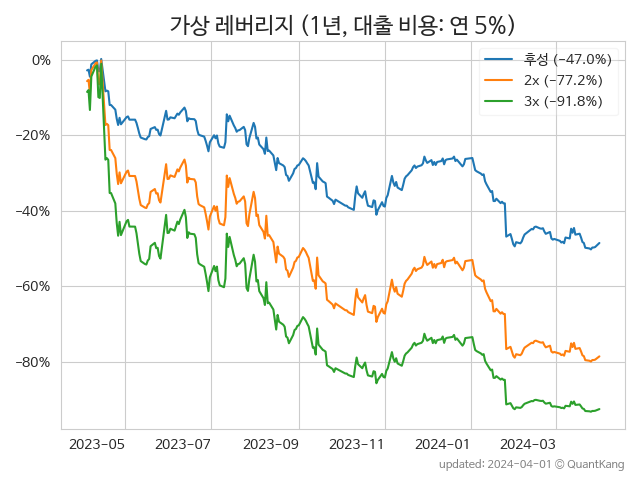 가상 레버리지 (1년, 대출 비용: 연 5%)
후성 (−47.0%)
2x (−77.2%)
3x (−91.8%)
0%
−20%
−40%
−60%
−80%
2023−05 2023−07 2023−09 2023−11 2024−01 2024−03
updated: 2024−04−01 © QuantKang